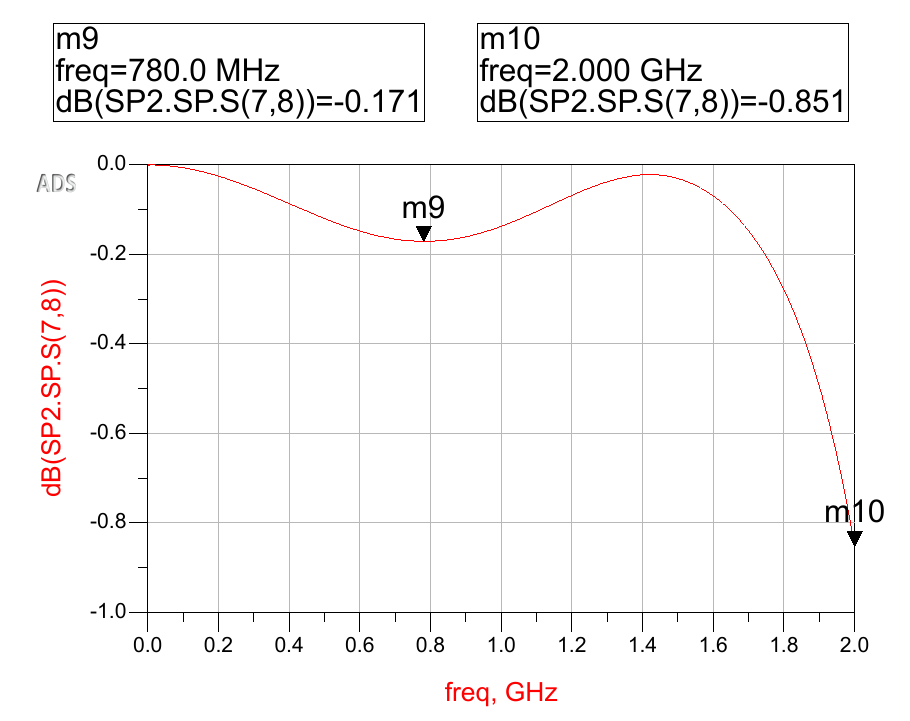 m9
freq=780.0 MHz
dB(SP2.SP.S(7,8))=-0.171
m10
freq=2.000 GHz
dB(SP2.SP.S(7,8))=-0.851
ADS
dB(SP2.SP.S(7,8))
0.0
-0.2
-0.4
-0.6
-0.8
-1.0
m9
m10
0.0 0.2 0.4 0.6 0.8 1.0 1.2 1.4 1.6 1.8 2.0
freq, GHz